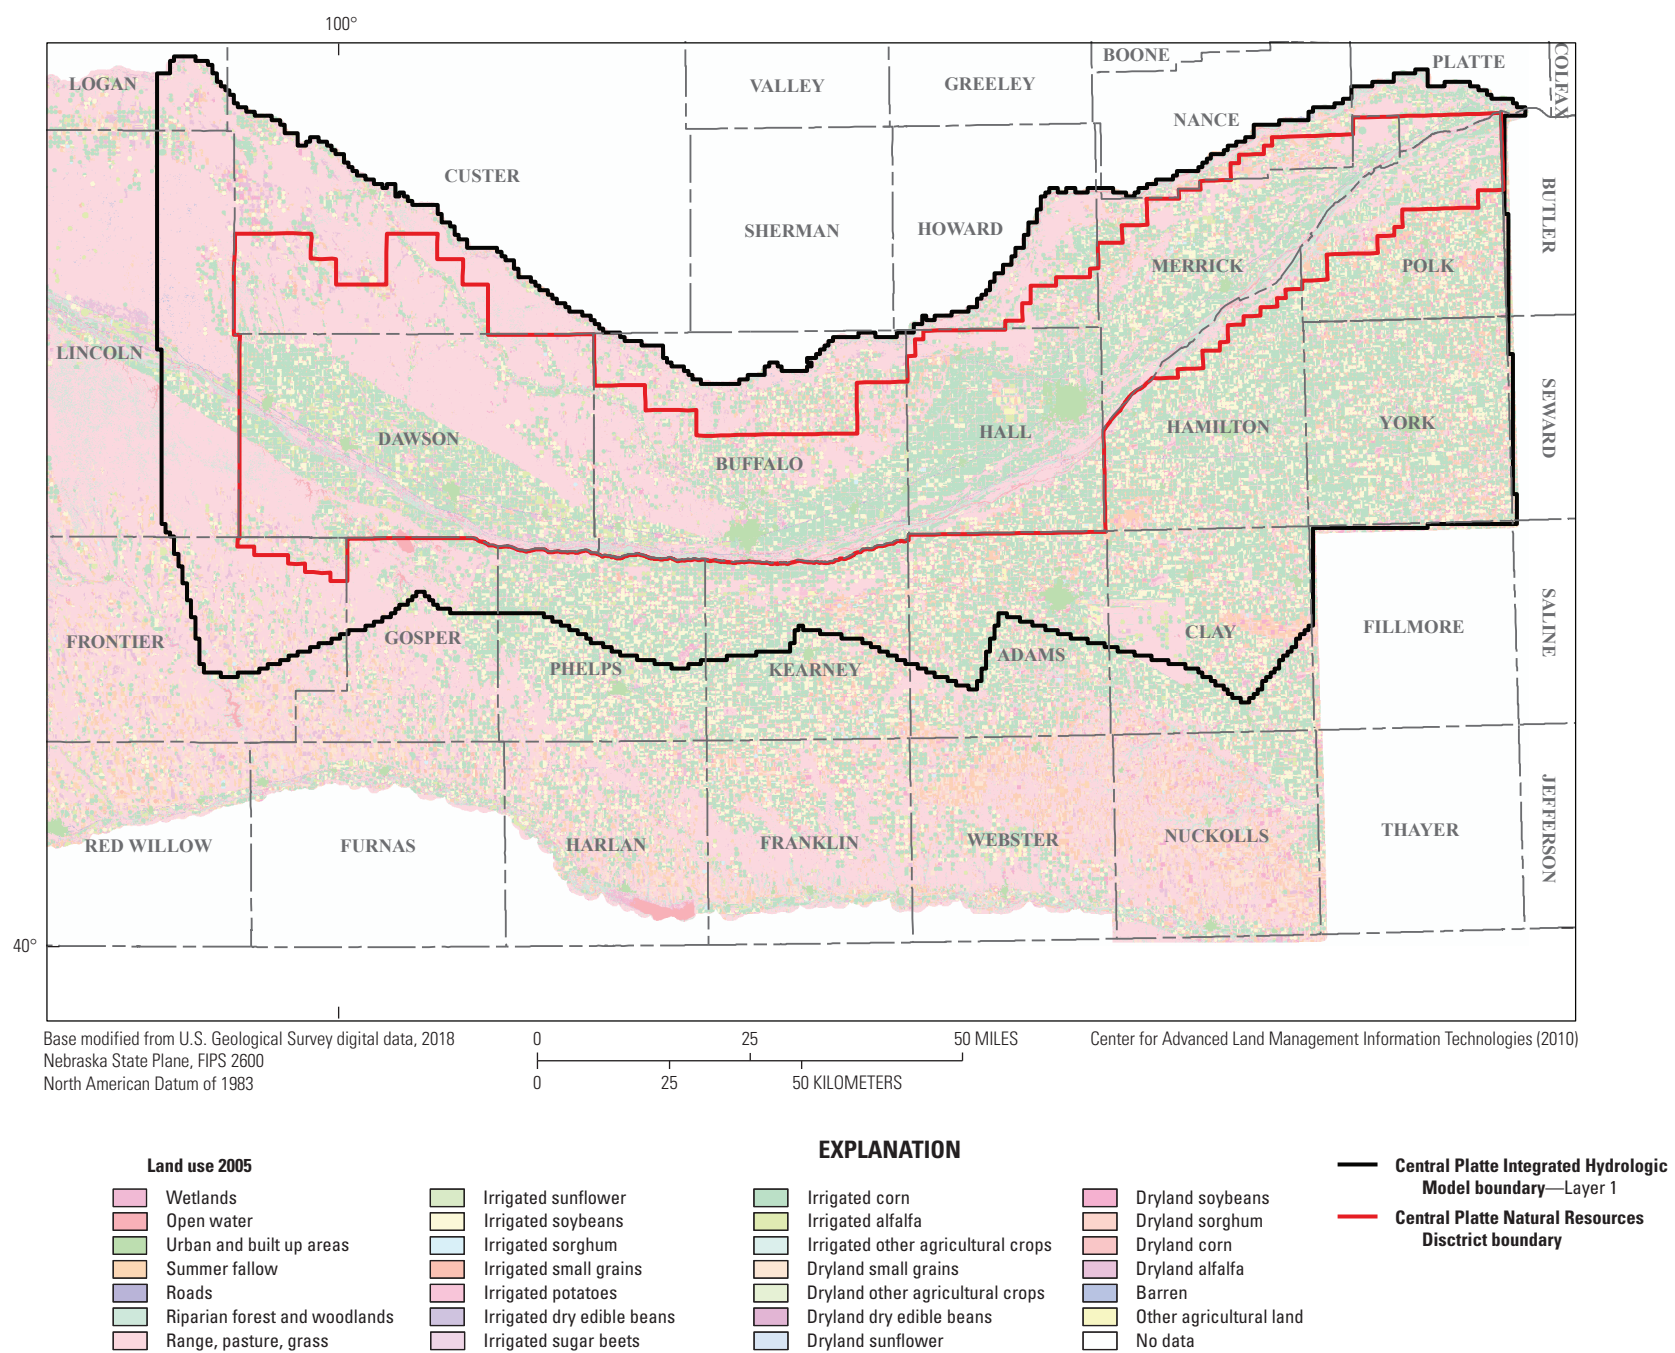 100°
BOONE
PLATTE
COLFAX
LOGAN
VALLEY
GREELEY
NANCE
CUSTER
BUTLER
SHERMAN
HOWARD
MERRICK
POLK
LINCOLN
SEWARD
DAWSON
HALL
HAMILTON
YORK
BUFFALO
SALINE
FRONTIER
GOSPER
PHELPS
KEARNEY
ADAMS
CLAY
FILLMORE
JEFFERSON
RED WILLOW
FURNAS
HARLAN
FRANKLIN
WEBSTER
NUCKOLLS
THAYER
40°
Base modified from U.S. Geological Survey digital data, 2018
Nebraska State Plane, FIPS 2600
North American Datum of 1983
0 25 50 MILES
0 25 50 KILOMETERS
Center for Advanced Land Management Information Technologies (2010)
EXPLANATION
Land use 2005
Wetlands
Open water
Urban and built up areas
Summer fallow
Roads
Riparian forest and woodlands
Range, pasture, grass
Irrigated sunflower
Irrigated soybeans
Irrigated sorghum
Irrigated small grains
Irrigated potatoes
Irrigated dry edible beans
Irrigated sugar beets
Irrigated corn
Irrigated alfalfa
Irrigated other agricultural crops
Dryland small grains
Dryland other agricultural crops
Dryland dry edible beans
Dryland sunflower
Dryland soybeans
Dryland sorghum
Dryland corn
Dryland alfalfa
Barren
Other agricultural land
No data
Central Platte Integrated Hydrologic
Model boundary—Layer 1
Central Platte Natural Resources
Disctrict boundary